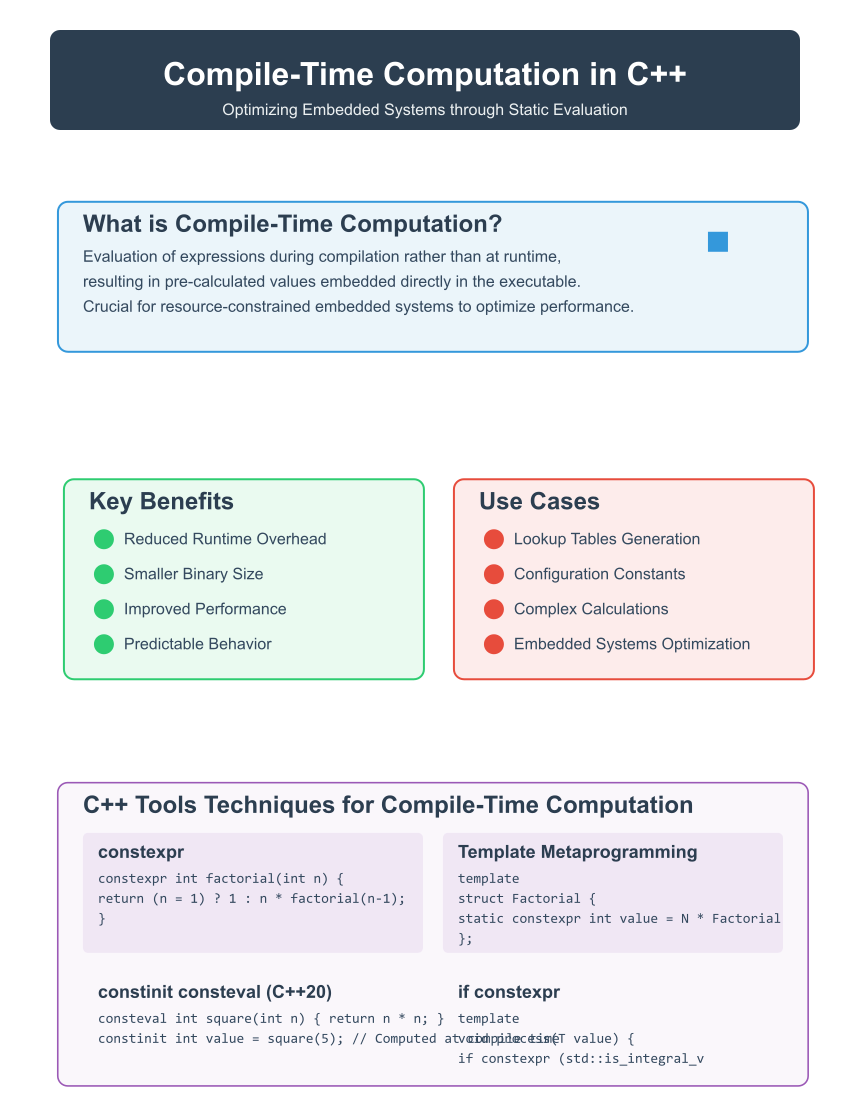 Compile-Time Computation in C++
Optimizing Embedded Systems through Static Evaluation
What is Compile-Time Computation?
Evaluation of expressions during compilation rather than at runtime,
resulting in pre-calculated values embedded directly in the executable.
Crucial for resource-constrained embedded systems to optimize performance.
Key Benefits
Reduced Runtime Overhead
Smaller Binary Size
Improved Performance
Predictable Behavior
Use Cases
Lookup Tables Generation
Configuration Constants
Complex Calculations
Embedded Systems Optimization
C++ Tools Techniques for Compile-Time Computation
constexpr
constexpr int factorial(int n) {
return (n = 1) ? 1 : n * factorial(n-1);
}
Template Metaprogramming
template
struct Factorial {
static constexpr int value = N * Factorial
};
constinit consteval (C++20)
consteval int square(int n) { return n * n; }
constinit int value = square(5); // Computed at compile time
if constexpr
template
void process(T value) {
if constexpr (std::is_integral_v